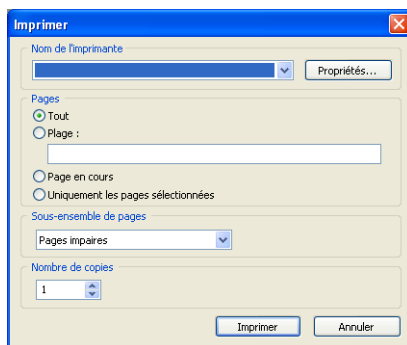 Imprimer
Nom de l'imprimante
Propriétés...
Pages
Tout
Plage :
Page en cours
Uniquement les pages sélectionnées
Sous-ensemble de pages
Pages impaires
Nombre de copies
1
Imprimer Annuler